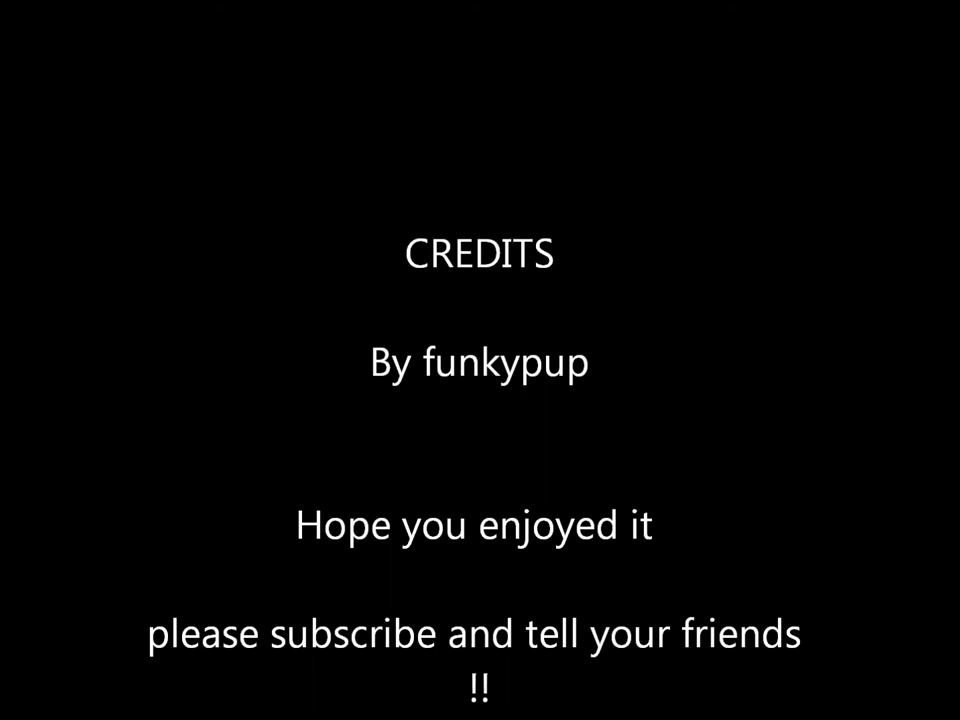 CREDITS
By funkypup
Hope you enjoyed it
please subscribe and tell your friends
!!